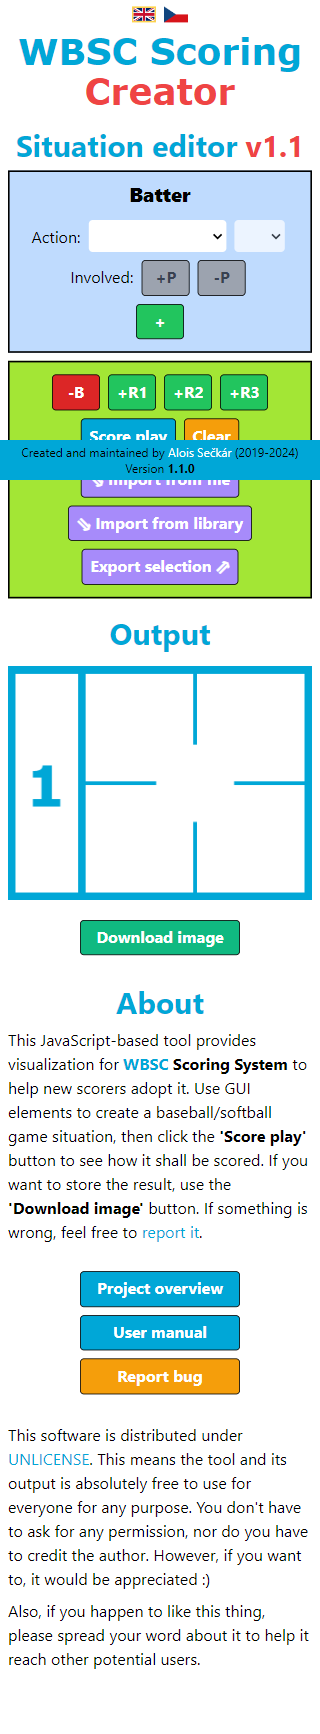 WBSC Scoring
Creator
Situation editor v1.1
Batter
Action:
Involved: +P -P
+
-B +R1 +R2 +R3
Score play Clear
Created and maintained by Alois Sečkár (2019-2024)
Version 1.1.0
Import from file
Import from library
Export selection
Output
1
Download image
About
This JavaScript-based tool provides
visualization for WBSC Scoring System to
help new scorers adopt it. Use GUI
elements to create a baseball/softball
game situation, then click the 'Score play'
button to see how it shall be scored. If you
want to store the result, use the
'Download image' button. If something is
wrong, feel free to report it.
Project overview
User manual
Report bug
This software is distributed under
UNLICENSE. This means the tool and its
output is absolutely free to use for
everyone for any purpose. You don't have
to ask for any permission, nor do you have
to credit the author. However, if you want
to, it would be appreciated :)
Also, if you happen to like this thing,
please spread your word about it to help it
reach other potential users.